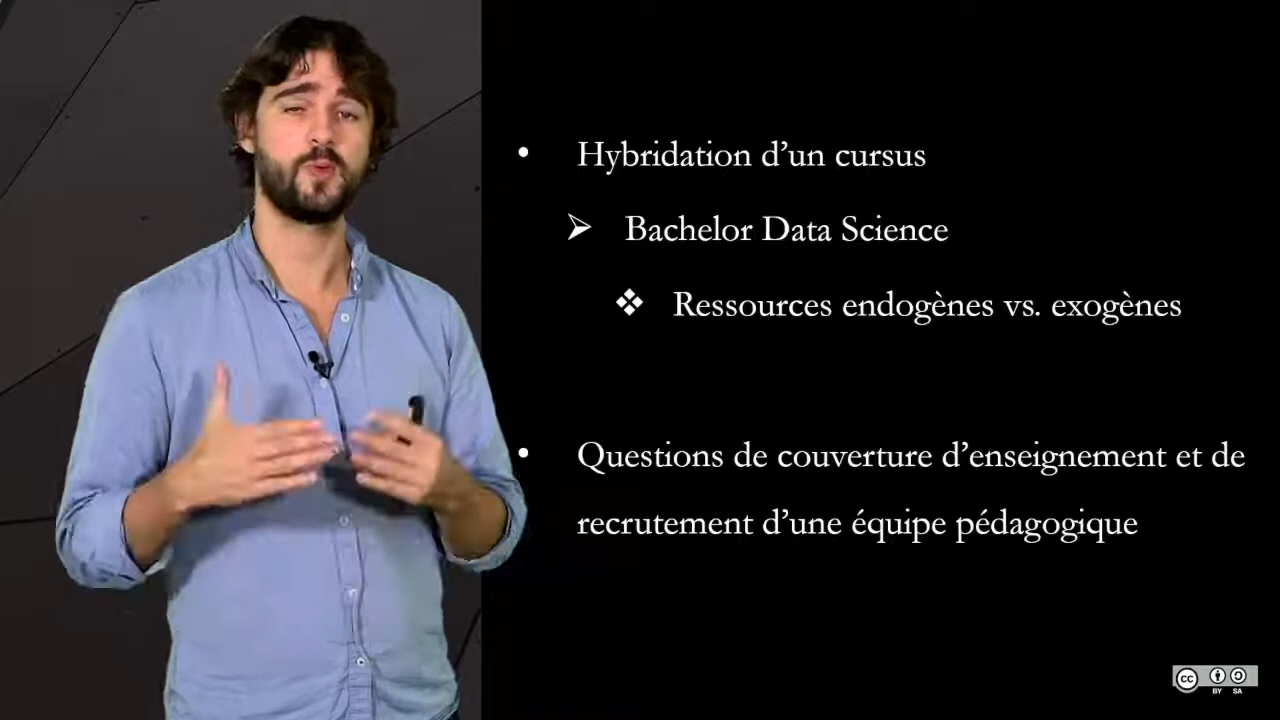 • Hybridation d’un cursus
➢ Bachelor Data Science
❖ Ressources endogènes vs. exogènes
• Questions de couverture d’enseignement et de
recrutement d’une équipe pédagogique
cc
BY SA